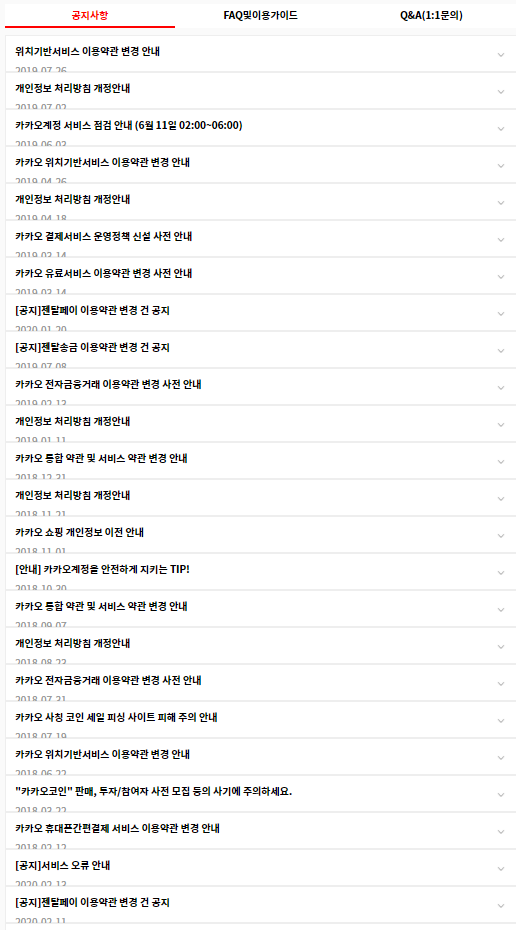 공지사항
FAQ및이용가이드
Q&A(1:1문의)
위치기반서비스 이용약관 변경 안내
2019.07.26
개인정보 처리방침 개정안내
2019.07.02
카카오계정 서비스 점검 안내 (6월 11일 02:00~06:00)
2019.06.03
카카오 위치기반서비스 이용약관 변경 안내
2019.04.26
개인정보 처리방침 개정안내
2019.04.18
카카오 결제서비스 운영정책 신설 사전 안내
2019.03.14
카카오 유료서비스 이용약관 변경 사전 안내
2019.03.14
[공지]젠탈페이 이용약관 변경 건 공지
2020.01.20
[공지]젠탈송금 이용약관 변경 건 공지
2019.07.08
카카오 전자금융거래 이용약관 변경 사전 안내
2019.02.13
개인정보 처리방침 개정안내
2019.01.11
카카오 통합 약관 및 서비스 약관 변경 안내
2018.12.31
개인정보 처리방침 개정안내
2018.11.21
카카오 쇼핑 개인정보 이전 안내
2018.11.01
[안내] 카카오계정을 안전하게 지키는 TIP!
2018.10.30
카카오 통합 약관 및 서비스 약관 변경 안내
2018.09.07
개인정보 처리방침 개정안내
2018.08.23
카카오 전자금융거래 이용약관 변경 사전 안내
2018.07.31
카카오 사칭 코인 세일 피싱 사이트 피해 주의 안내
2018.07.19
카카오 위치기반서비스 이용약관 변경 안내
2018.06.22
"카카오코인" 판매, 투자/참여자 사전 모집 등의 사기에 주의하세요.
2018.03.22
카카오 휴대폰간편결제 서비스 이용약관 변경 안내
2018.02.12
[공지]서비스 오류 안내
2020.02.13
[공지]젠탈페이 이용약관 변경 건 공지
2020.02.11